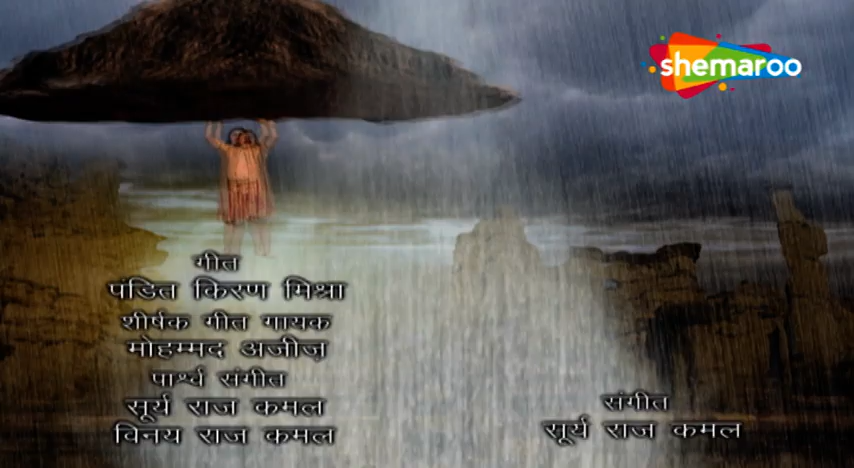 shemaroo
गीत
पंडित किरण मिश्रा
शीर्षक गीत गायक
मोहम्मद अजीज़
पार्श्व संगीत
सूर्य राज कमल
विनय राज कमल
संगीत
सूर्य राज कमल